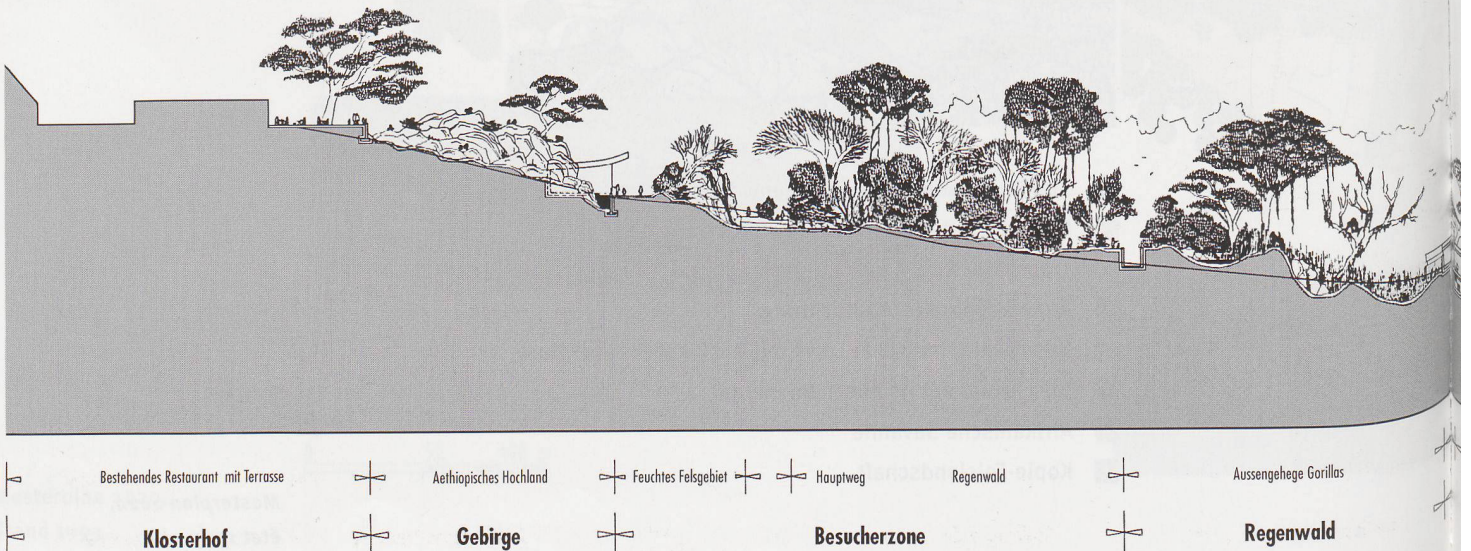 Bestehendes Restaurant mit Terrasse Aethiopisches Hochland Feuchtes Felsgebiet Hauptweg Regenwald Aussengehege Gorillas
Klosterhof Gebirge Besucherzone Regenwald